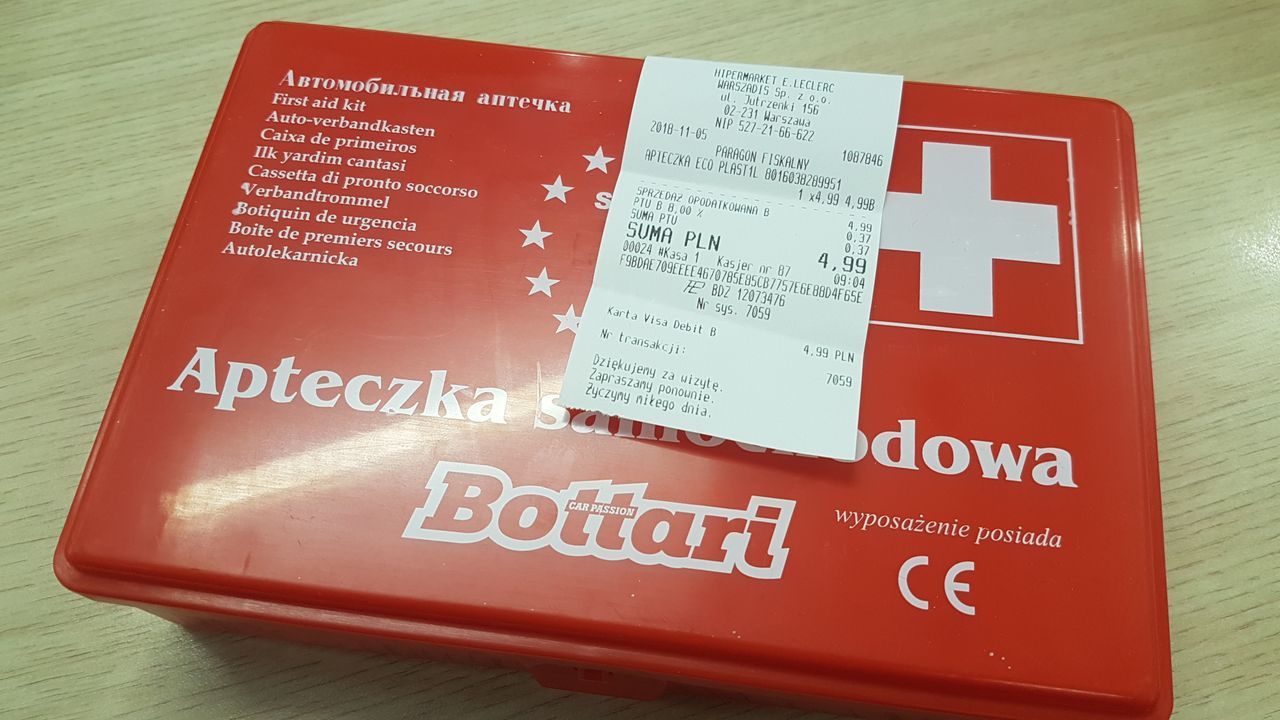 Автомобильная аптечка
First aid kit
Auto-verbandkasten
Caixa de primeiros
Ilk yardim cantasi
Cassetta di pronto soccorso
Verbandtrommel
Botiquin de urgencia
Boite de premiers secours
Autolekarnicka
HIPERMARKET E.LECLERC
WARSZADIS Sp. z o.o.
ul. Jutrzenki 156
02-231 Warszawa
NIP 527-21-66-622
2018-11-05 1087846
PARAGON FISKALNY
APTECZKA ECO PLAST1L 8016038289951
1 x4,99 4,99B
SPRZEDAŻ OPODATKOWANA B 4,99
PTU B 8,00 % 0,37
SUMA PTU 0,37
SUMA PLN 4,99
00024 #Kasa 1 Kasjer nr 87 09:04
BDZ 12073476
Nr sys. 7059
Karta Visa Debit B 4,99 PLN
Nr transakcji: 7059
Dziękujemy za wizytę.
Zapraszamy ponownie.
Życzymy miłego dnia.
Apteczka samochodowa
Bottari
CAR PASSION
wyposażenie posiada
CE